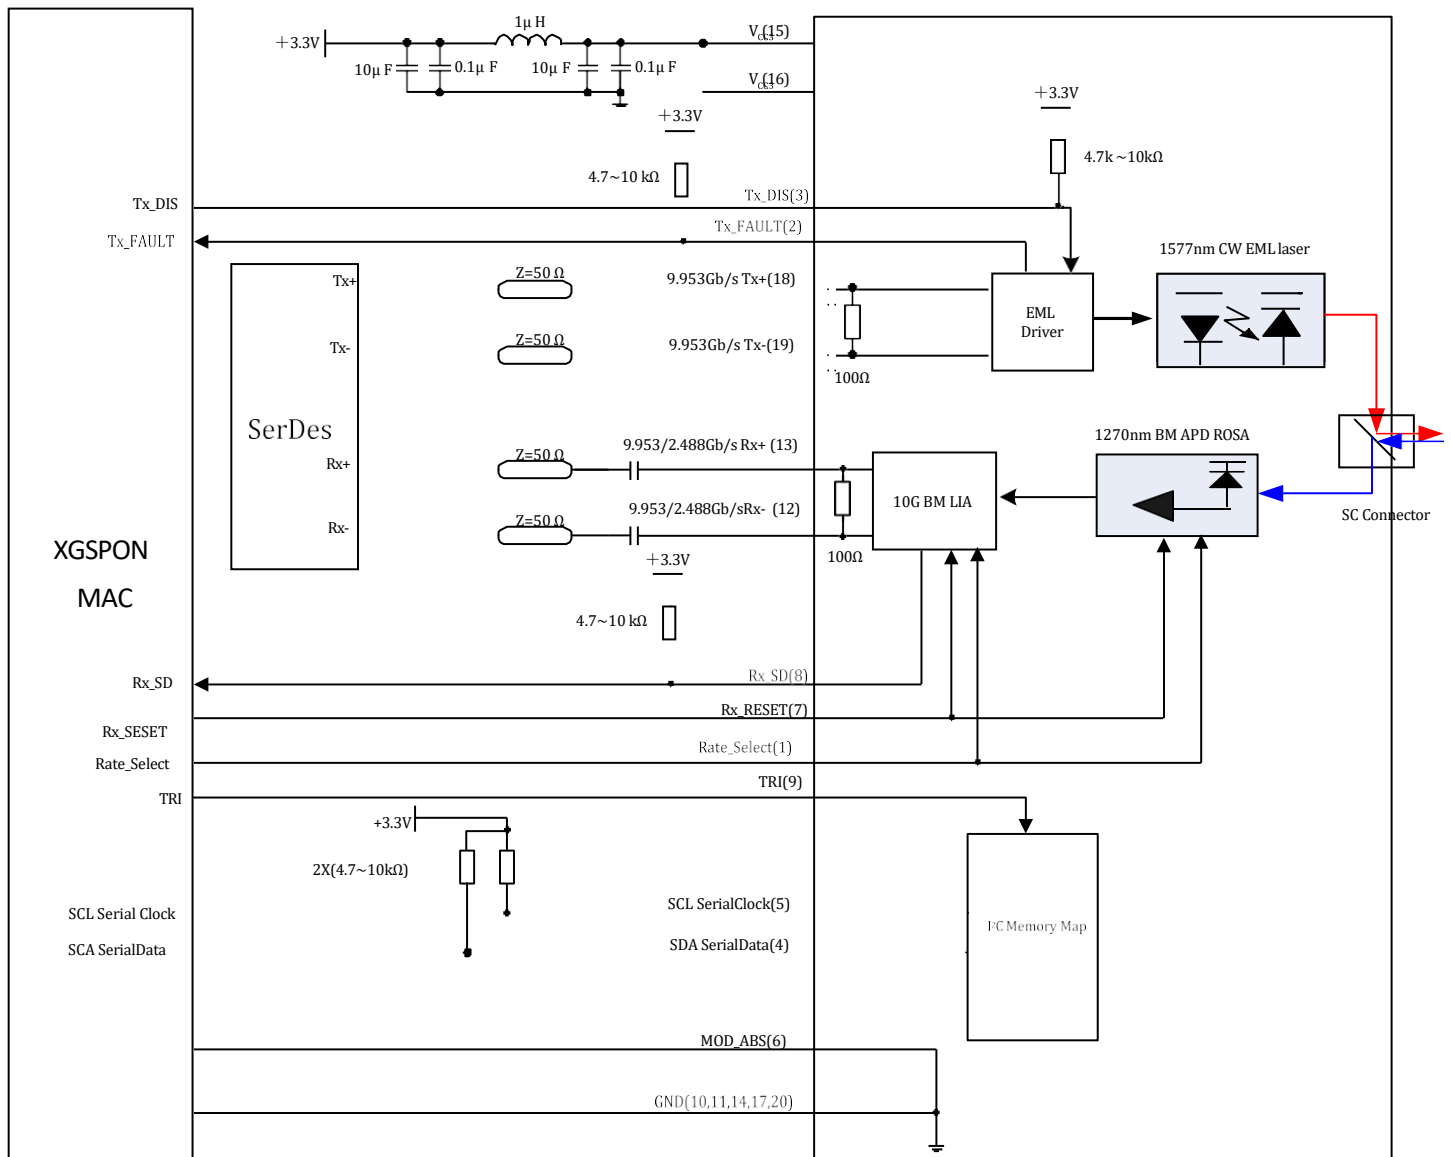 1μ H
+3.3V
10μ F
0.1μ F
10μ F
0.1μ F
(15)
(16)
+3.3V
+3.3V
4.7k ~10kΩ
4.7~10 kΩ
Tx_DIS
Tx_DIS(3)
Tx_FAULT
Tx_FAULT(2)
1577nm CW EML laser
Tx+
Z=50 Ω
9.953Gb/s Tx+(18)
EML
Driver
Tx-
Z=50 Ω
9.953Gb/s Tx-(19)
100Ω
SerDes
1270nm BM APD ROSA
Rx+
Z=50 Ω
9.953/2.488Gb/s Rx+ (13)
10G BM LIA
Rx-
Z=50 Ω
9.953/2.488Gb/sRx- (12)
SC Connector
100Ω
XGSPON
MAC
+3.3V
4.7~10 kΩ
Rx_SD
Rx_SD(8)
Rx_SESET
Rx_RESET(7)
Rate_Select
Rate_Select(1)
TRI
TRI(9)
+3.3V
2X(4.7~10kΩ)
SCL Serial Clock
SCL SerialClock(5)
I²C Memory Map
SCA SerialData
SDA SerialData(4)
MOD_ABS(6)
GND(10,11,14,17,20)